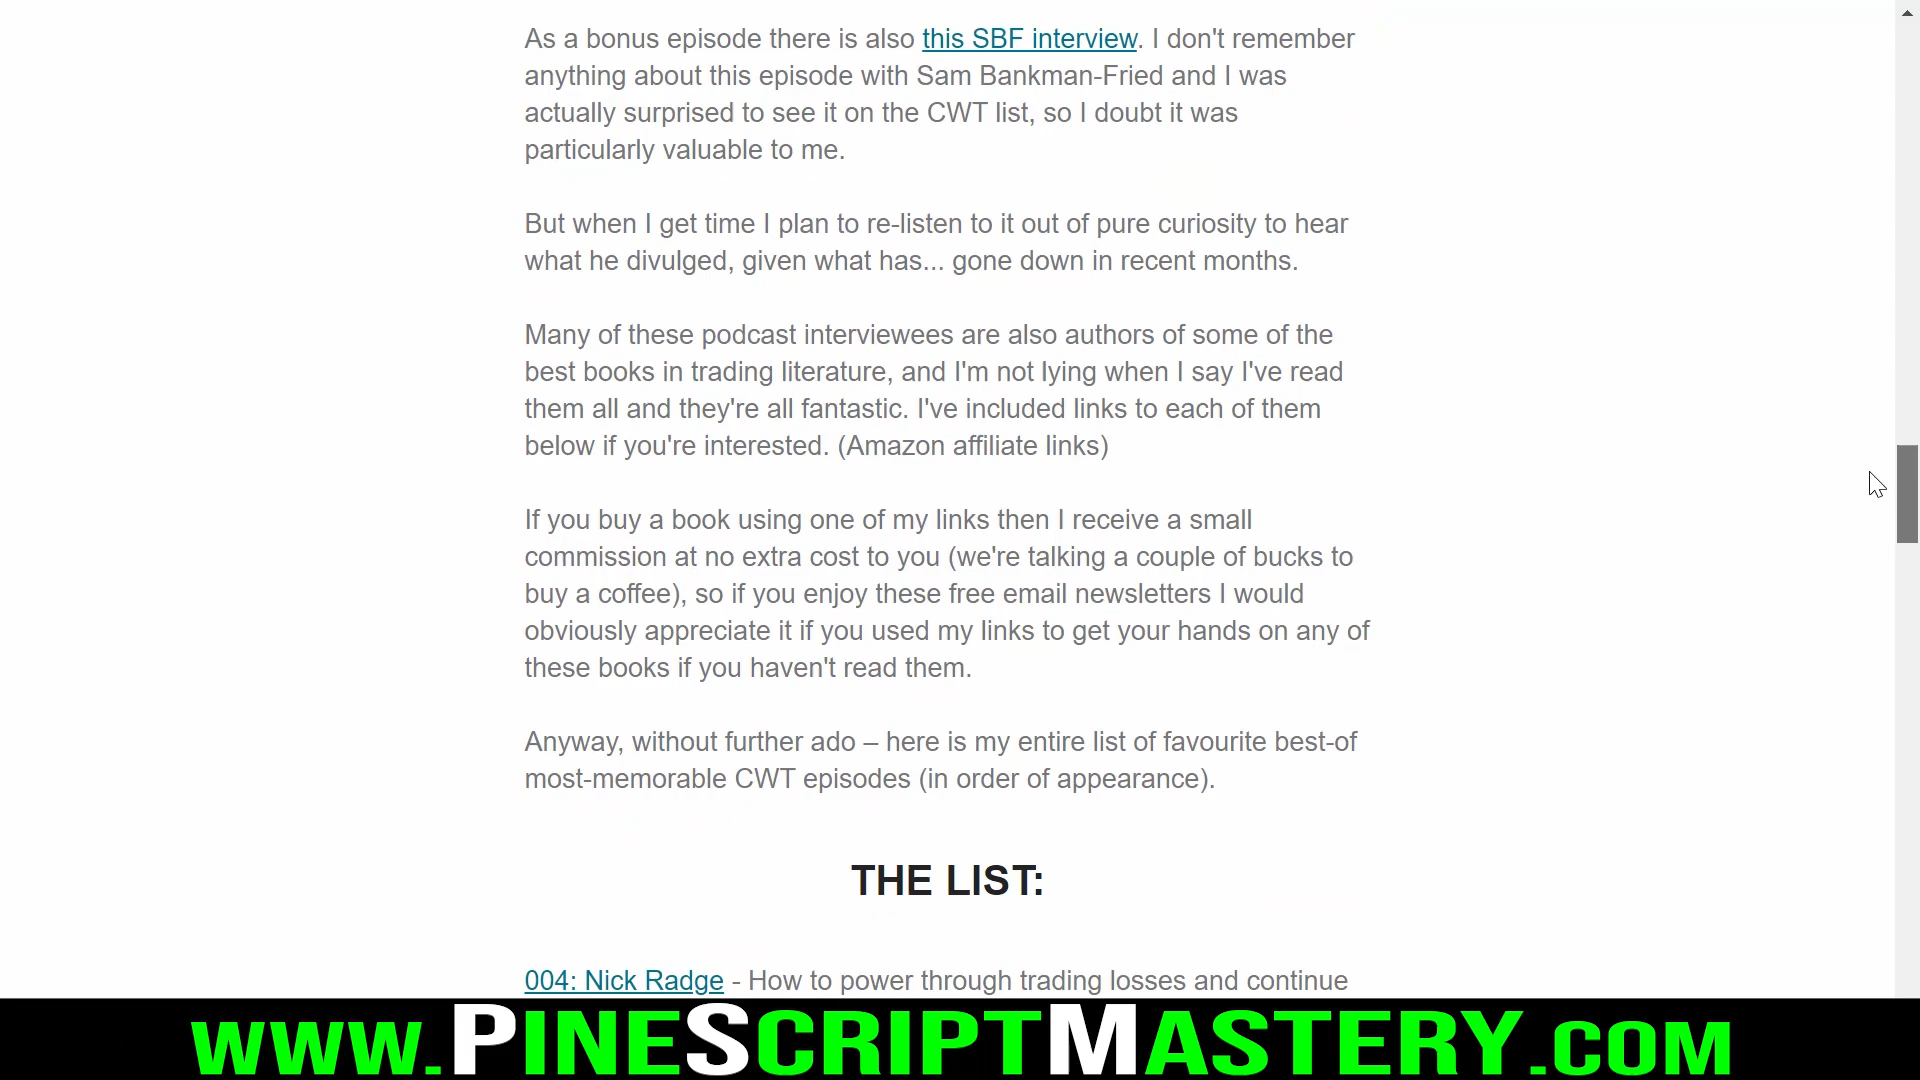 As a bonus episode there is also this SBF interview. I don't remember
anything about this episode with Sam Bankman-Fried and I was
actually surprised to see it on the CWT list, so I doubt it was
particularly valuable to me.
But when I get time I plan to re-listen to it out of pure curiosity to hear
what he divulged, given what has... gone down in recent months.
Many of these podcast interviewees are also authors of some of the
best books in trading literature, and I'm not lying when I say I've read
them all and they're all fantastic. I've included links to each of them
below if you're interested. (Amazon affiliate links)
If you buy a book using one of my links then I receive a small
commission at no extra cost to you (we're talking a couple of bucks to
buy a coffee), so if you enjoy these free email newsletters I would
obviously appreciate it if you used my links to get your hands on any of
these books if you haven't read them.
Anyway, without further ado – here is my entire list of favourite best-of
most-memorable CWT episodes (in order of appearance).
THE LIST:
004: Nick Radge - How to power through trading losses and continue
www.PineScriptMastery.com